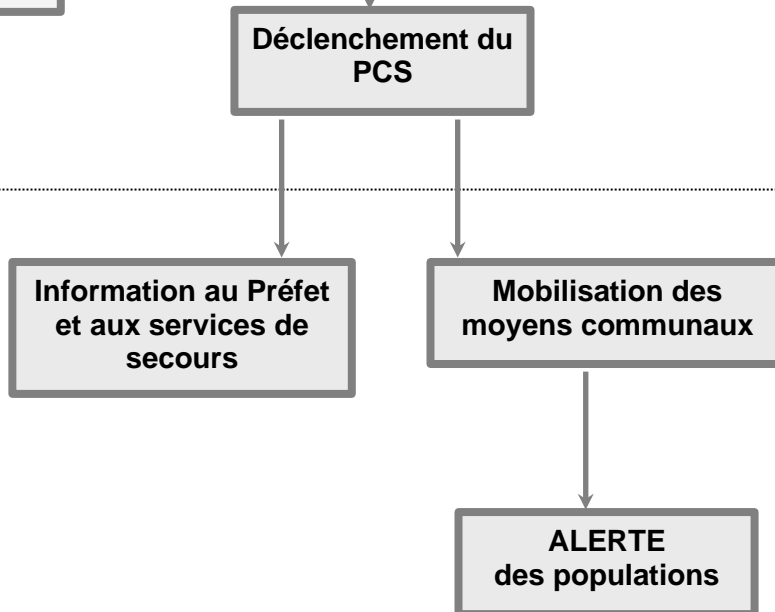 Déclenchement du
PCS
Information au Préfet
et aux services de
secours
Mobilisation des
moyens communaux
ALERTE
des populations